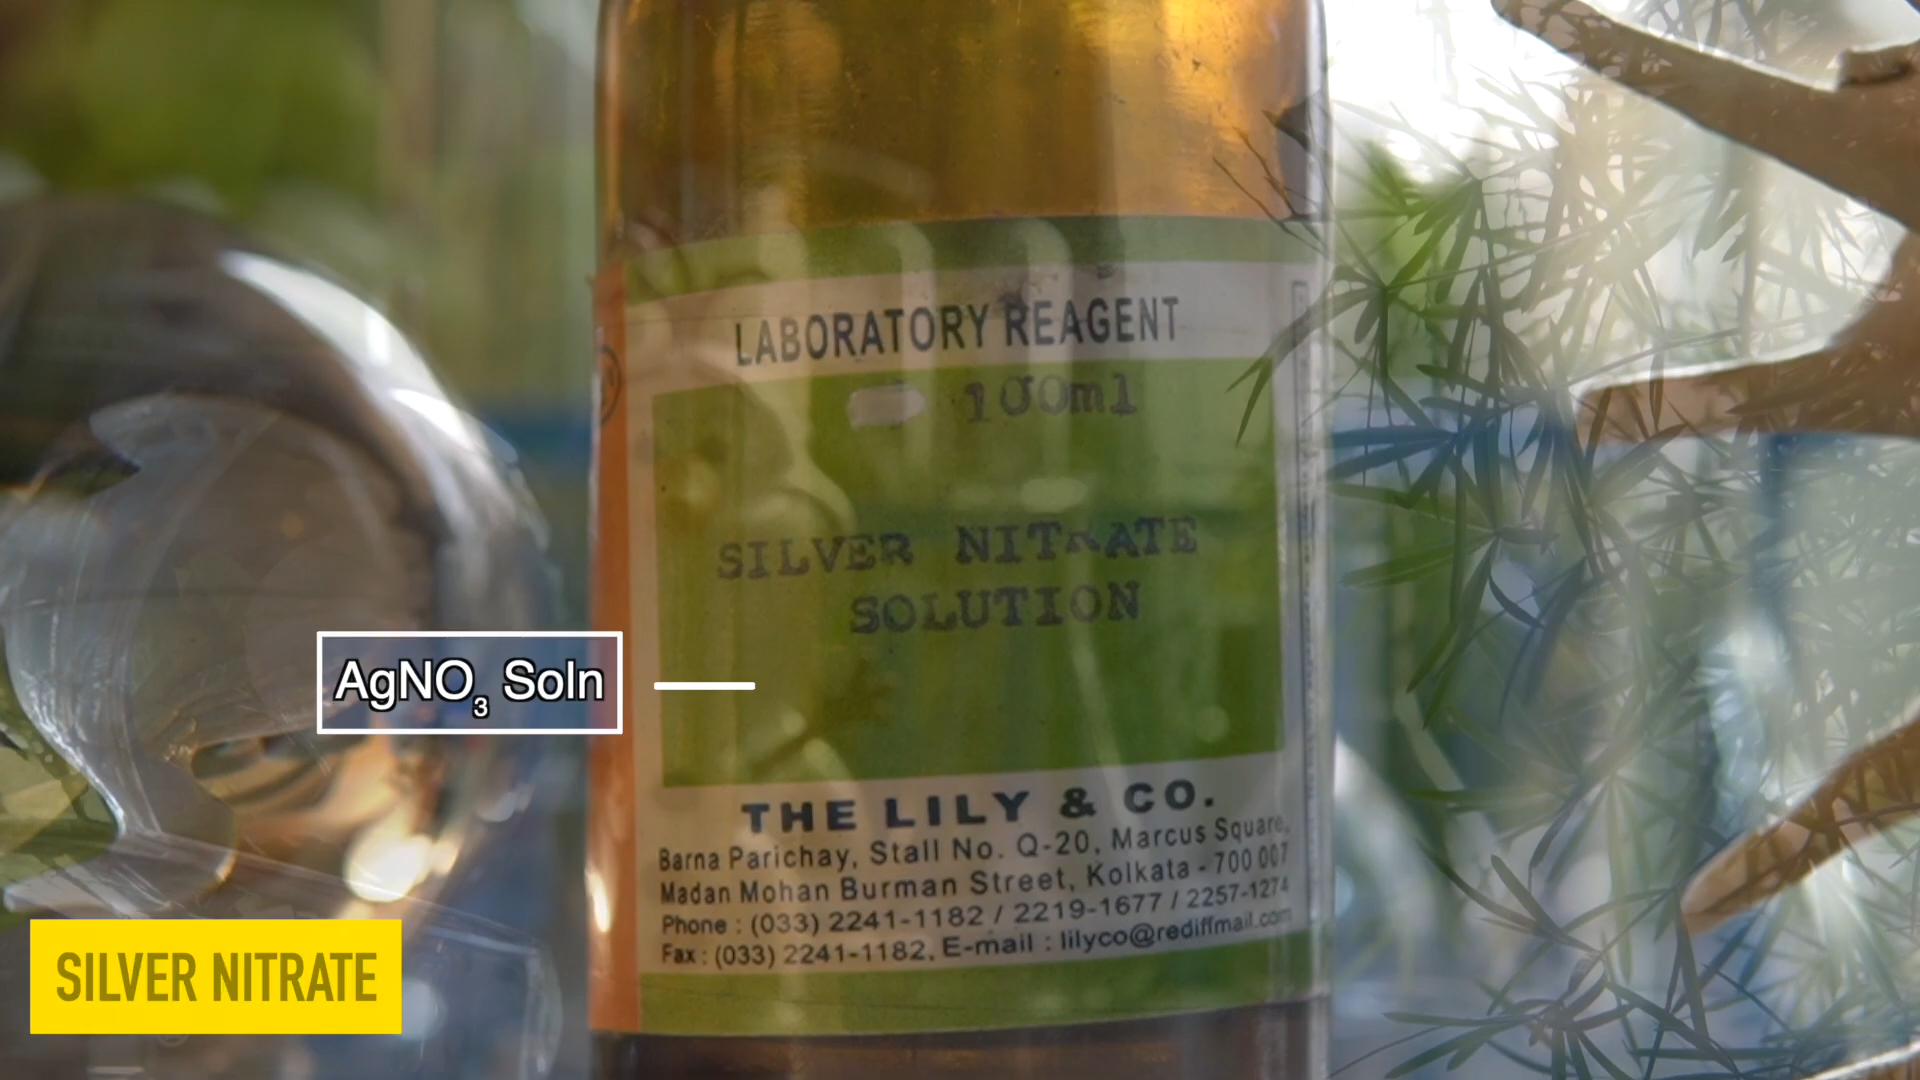 LABORATORY REAGENT
100ml
SILVER NITRATE
SOLUTION
AgNO₃ Soln
THE LILY & CO.
Barna Parichay, Stall No. Q-20, Marcus Square,
Madan Mohan Burman Street, Kolkata - 700 007
Phone : (033) 2241-1182 / 2219-1677 / 2257-1274
Fax : (033) 2241-1182, E-mail : lilyco@rediffmail.com
SILVER NITRATE